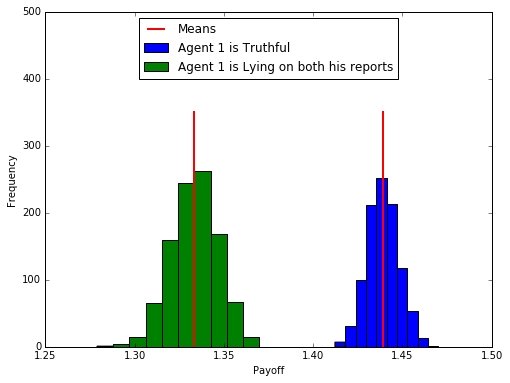 500
400
300
200
100
0
Frequency
Means
Agent 1 is Truthful
Agent 1 is Lying on both his reports
1.25
1.30
1.35
1.40
1.45
1.50
Payoff